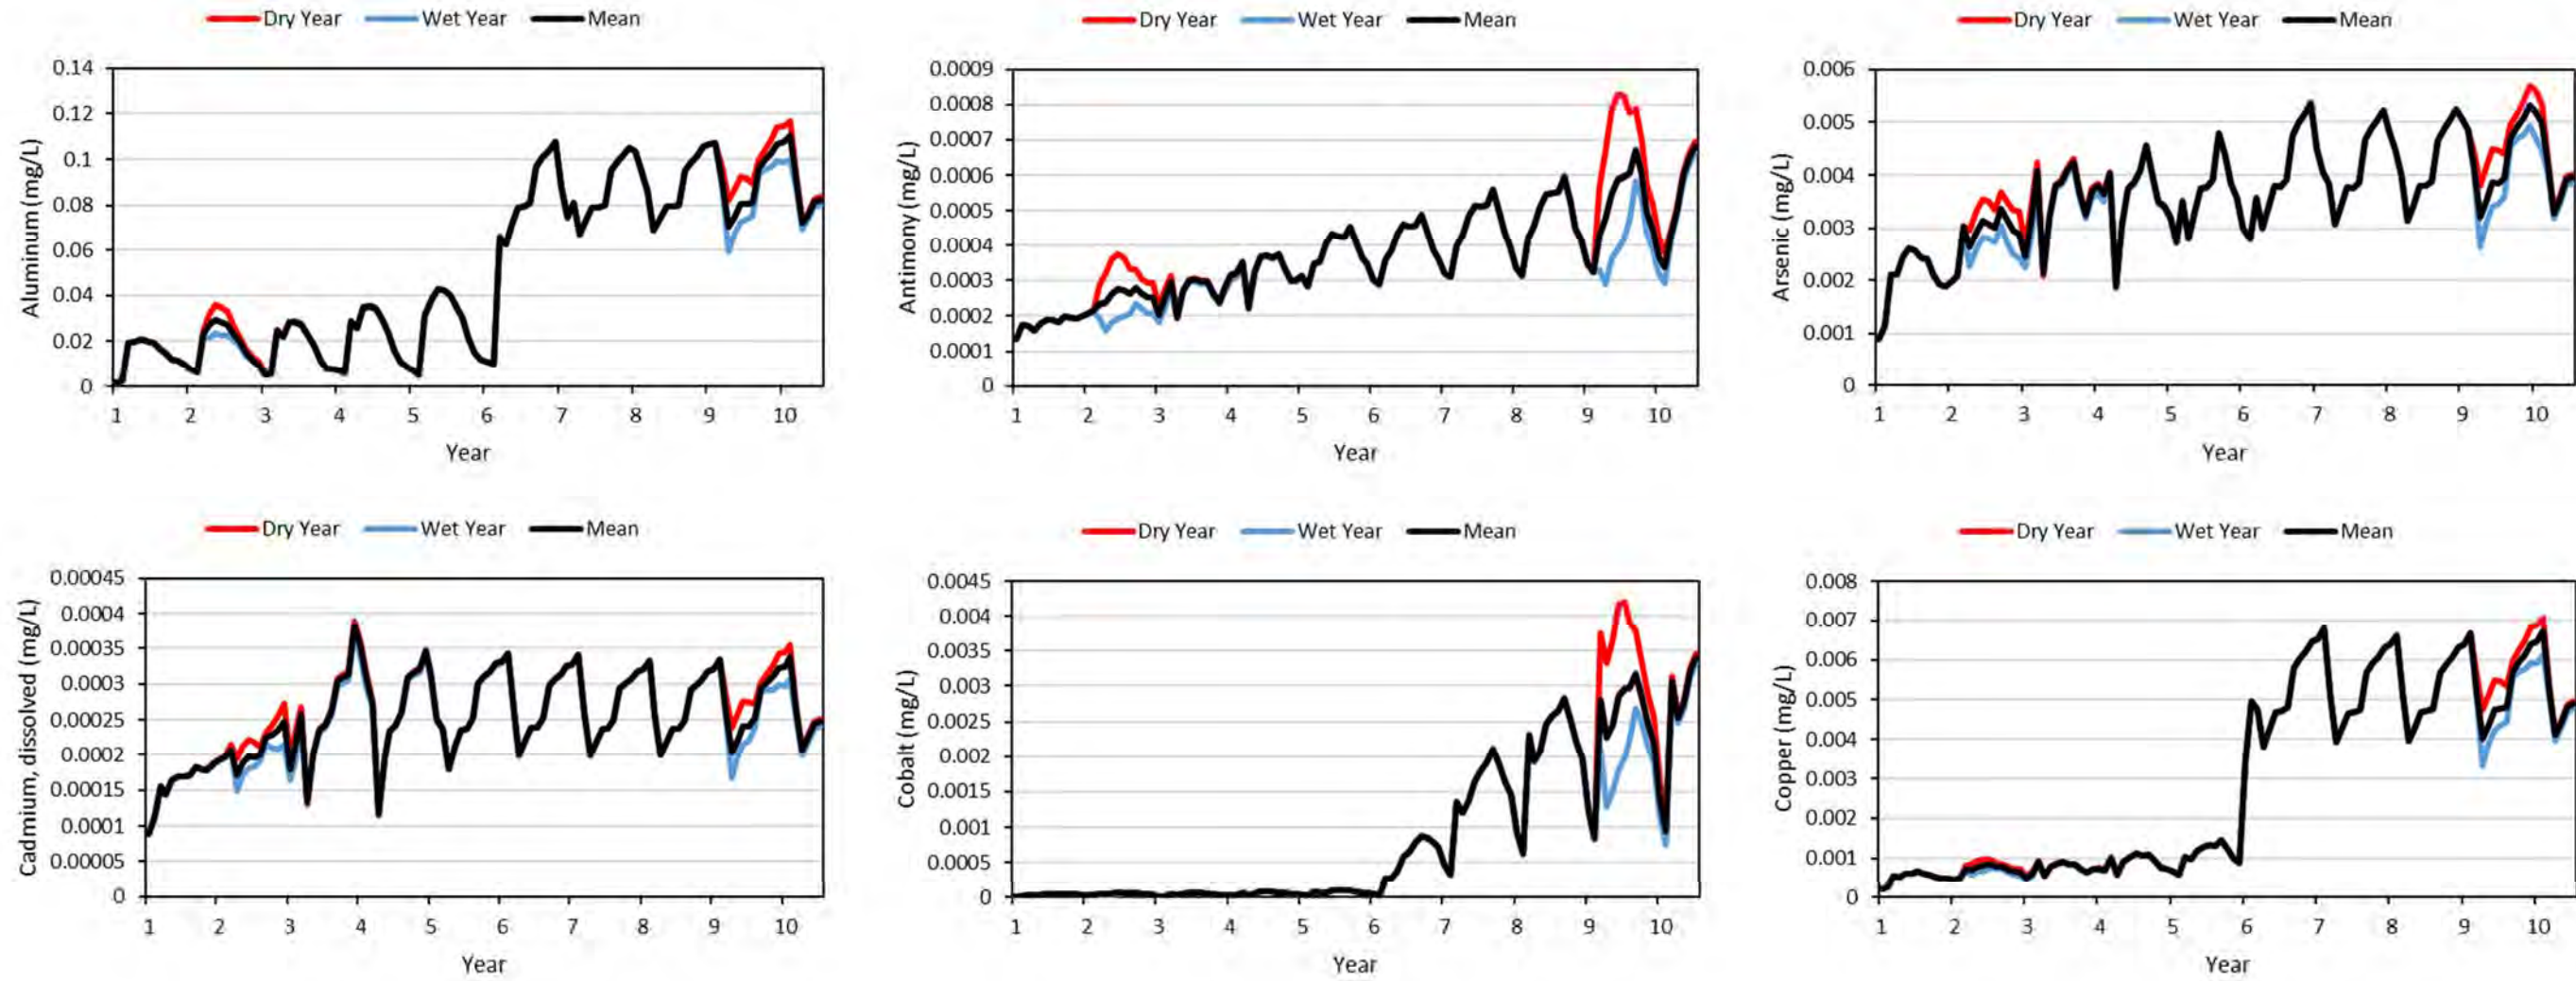 Dry Year Wet Year Mean
Aluminum (mg/L)
0.14
0.12
0.1
0.08
0.06
0.04
0.02
0
1 2 3 4 5 6 7 8 9 10
Year
Dry Year Wet Year Mean
Antimony (mg/L)
0.0009
0.0008
0.0007
0.0006
0.0005
0.0004
0.0003
0.0002
0.0001
0
1 2 3 4 5 6 7 8 9 10
Year
Dry Year Wet Year Mean
Arsenic (mg/L)
0.006
0.005
0.004
0.003
0.002
0.001
0
1 2 3 4 5 6 7 8 9 10
Year
Dry Year Wet Year Mean
Cadmium, dissolved (mg/L)
0.00045
0.0004
0.00035
0.0003
0.00025
0.0002
0.00015
0.0001
0.00005
0
1 2 3 4 5 6 7 8 9 10
Year
Dry Year Wet Year Mean
Cobalt (mg/L)
0.0045
0.004
0.0035
0.003
0.0025
0.002
0.0015
0.001
0.0005
0
1 2 3 4 5 6 7 8 9 10
Year
Dry Year Wet Year Mean
Copper (mg/L)
0.008
0.007
0.006
0.005
0.004
0.003
0.002
0.001
0
1 2 3 4 5 6 7 8 9 10
Year